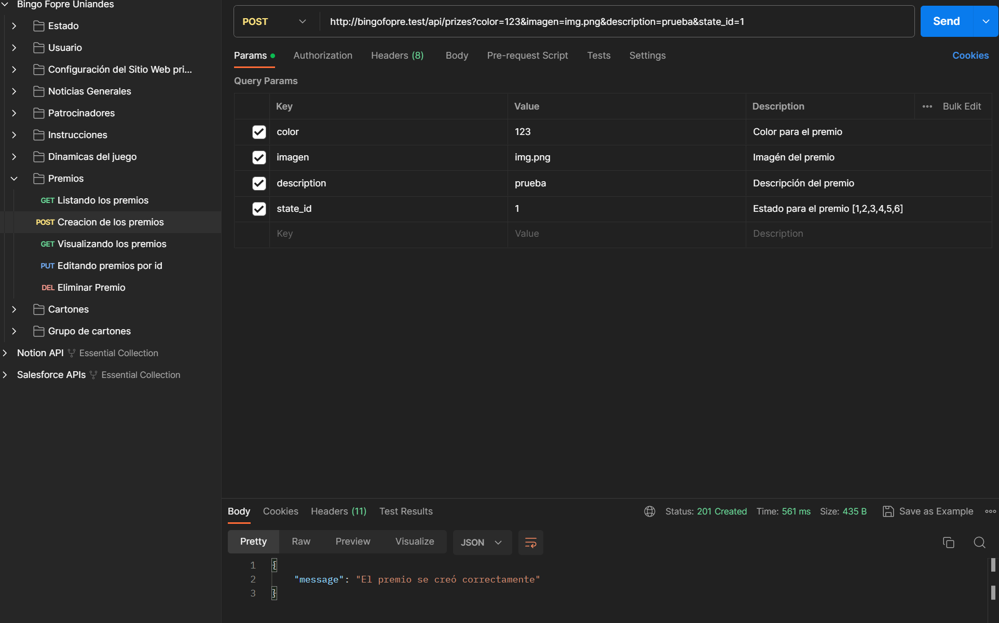 Bingo Fopre Uniandes
Estado
Usuario
Configuración del Sitio Web pri...
Noticias Generales
Patrocinadores
Instrucciones
Dinamicas del juego
Premios
GET Listando los premios
POST Creacion de los premios
GET Visualizando los premios
PUT Editando premios por id
DEL Eliminar Premio
Cartones
Grupo de cartones
Notion API Essential Collection
Salesforce APIs Essential Collection
POST http://bingofopre.test/api/prizes?color=123&imagen=img.png&description=prueba&state_id=1 Send
Params Authorization Headers (8) Body Pre-request Script Tests Settings Cookies
Query Params
Key Value Description ••• Bulk Edit
color 123 Color para el premio
imagen img.png Imagén del premio
description prueba Descripción del premio
state_id 1 Estado para el premio [1,2,3,4,5,6]
Key Value Description
Body Cookies Headers (11) Test Results Status: 201 Created Time: 561 ms Size: 435 B Save as Example
Pretty Raw Preview Visualize JSON
1 {
2 "message": "El premio se creó correctamente"
3 }